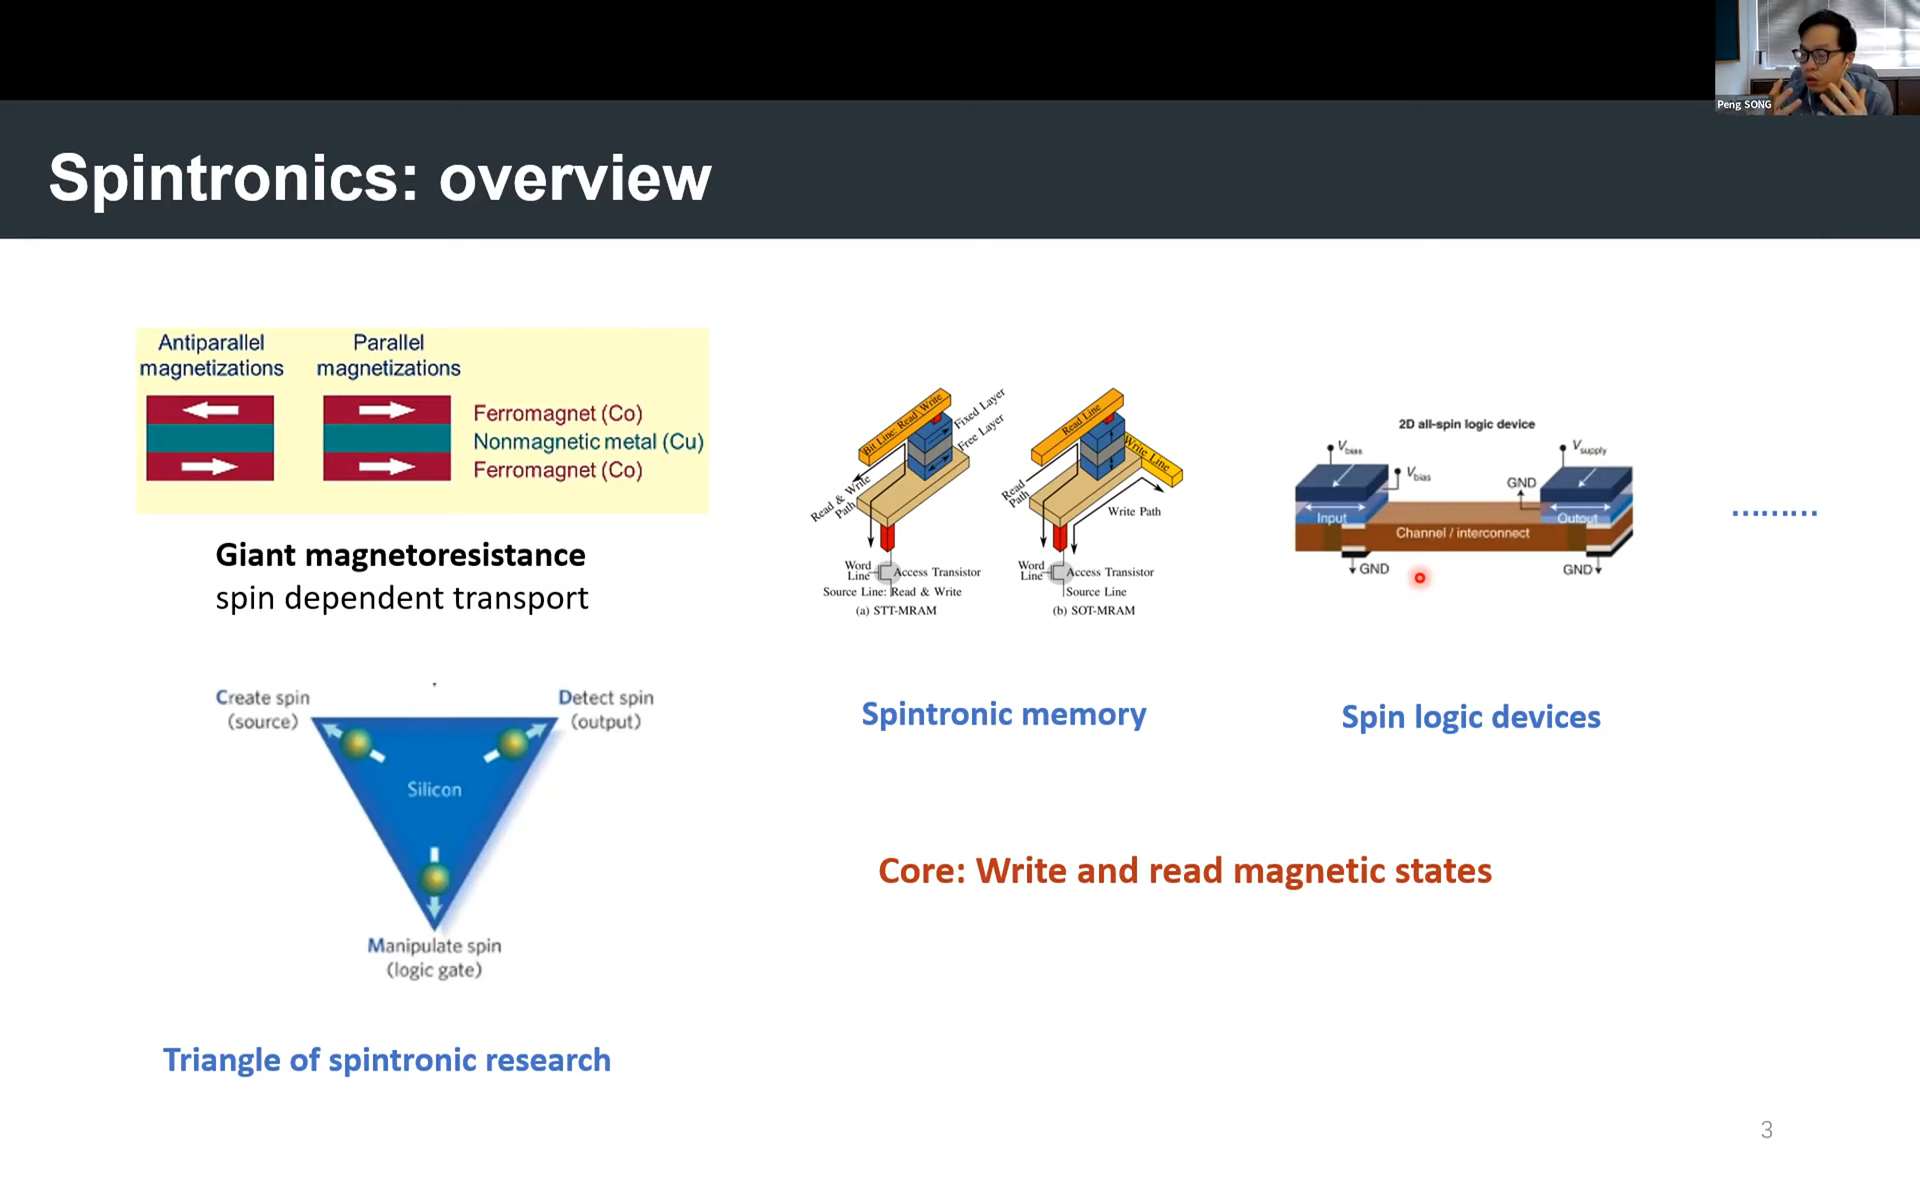 Peng SONG
Spintronics: overview
Antiparallel
magnetizations
Parallel
magnetizations
Ferromagnet (Co)
Nonmagnetic metal (Cu)
Ferromagnet (Co)
Giant magnetoresistance
spin dependent transport
Create spin
(source)
Detect spin
(output)
Silicon
Manipulate spin
(logic gate)
Triangle of spintronic research
Bit Line: Read/Write
Fixed Layer
Free Layer
Read & Write
Path
Word
Line
Access Transistor
Source Line: Read & Write
(a) STT-MRAM
Read Line
Write Line
Read
Path
Write Path
Word
Line
Access Transistor
Source Line
(b) SOT-MRAM
Spintronic memory
2D all-spin logic device
Vbias
Vbias
Vsupply
GND
Input
Output
Channel / interconnect
GND
GND
Spin logic devices
.........
Core: Write and read magnetic states
3